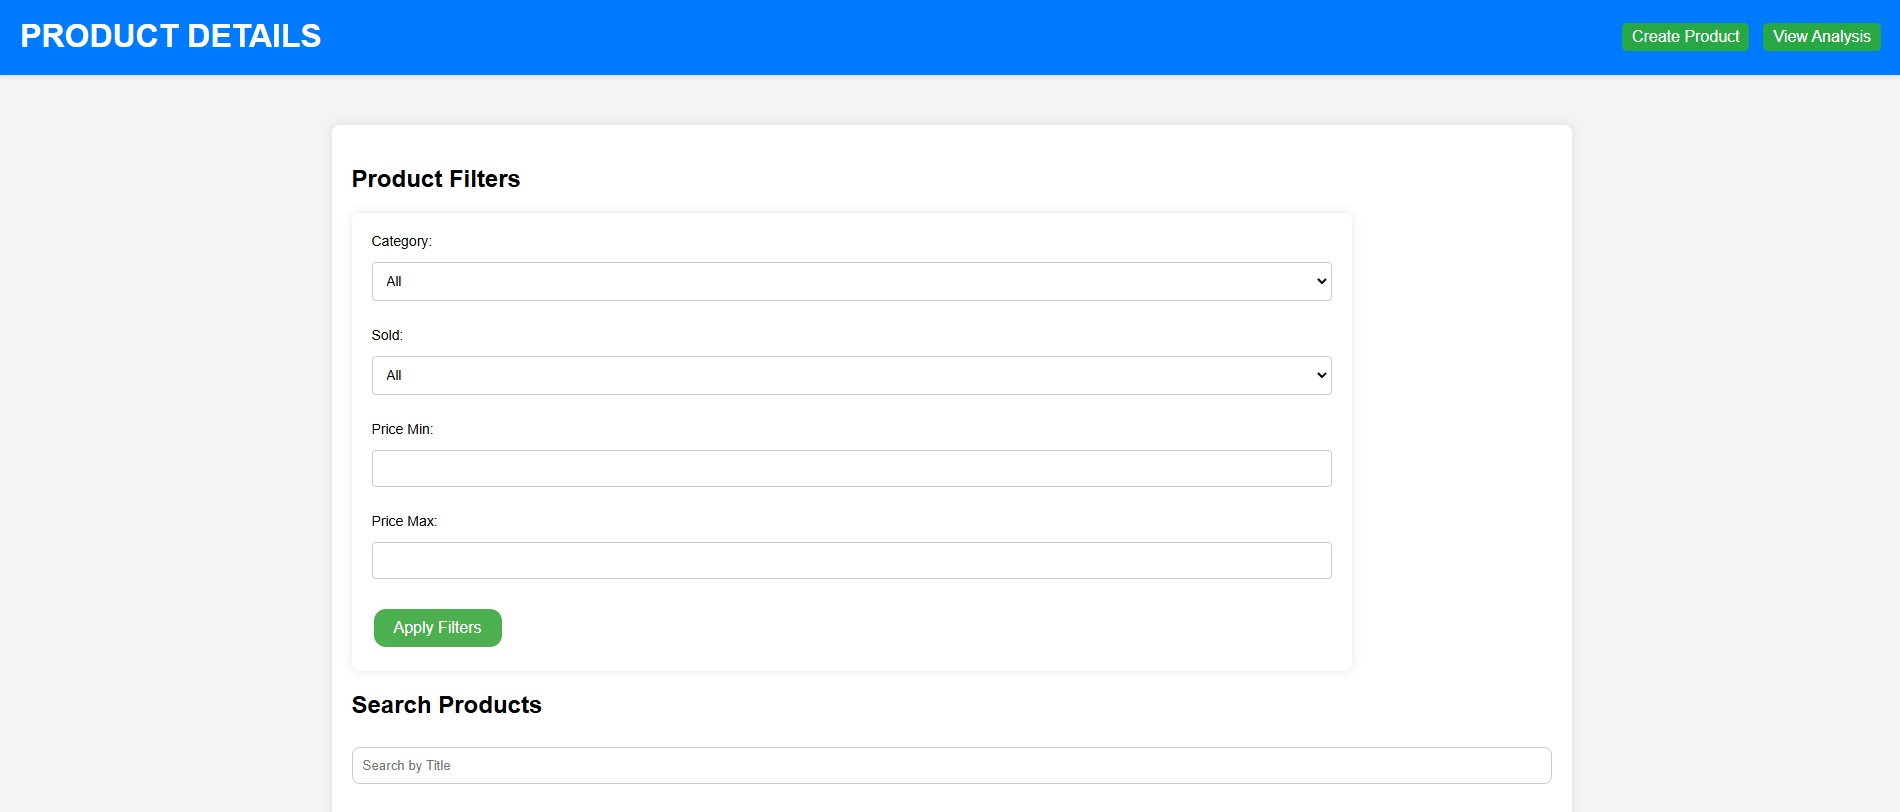 PRODUCT DETAILS
Create Product
View Analysis
Product Filters
Category:
All
Sold:
All
Price Min:
Price Max:
Apply Filters
Search Products
Search by Title